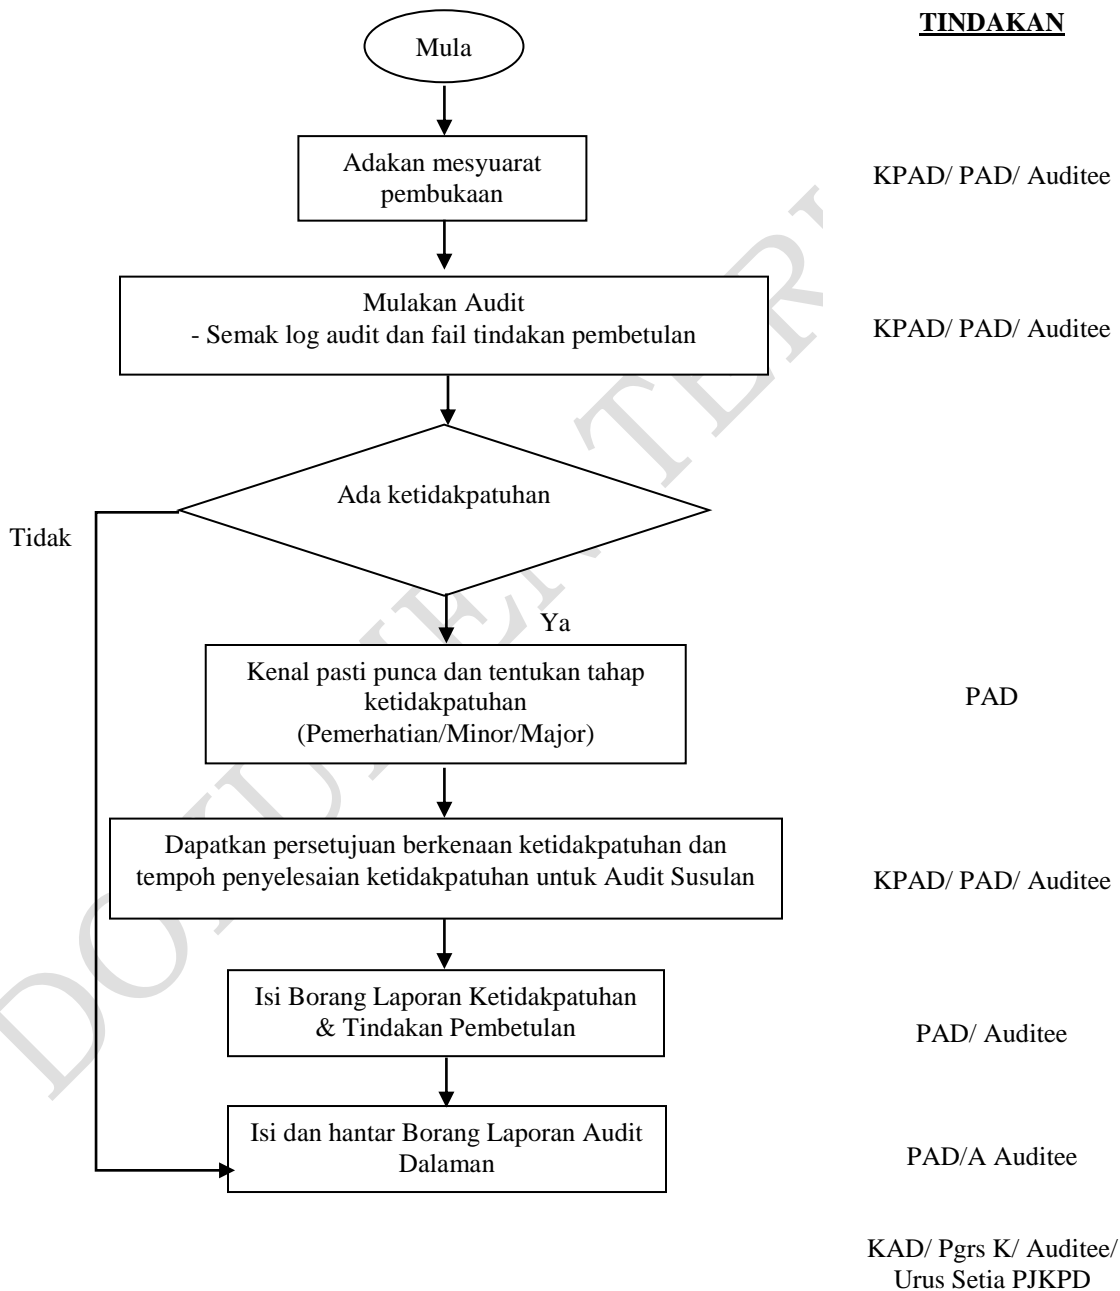 TINDAKAN
Mula
Adakan mesyuarat
pembukaan
KPAD/ PAD/ Auditee
Mulakan Audit
- Semak log audit dan fail tindakan pembetulan
KPAD/ PAD/ Auditee
Ada ketidakpatuhan
Tidak
Ya
Kenal pasti punca dan tentukan tahap
ketidakpatuhan
(Pemerhatian/Minor/Major)
PAD
Dapatkan persetujuan berkenaan ketidakpatuhan dan
tempoh penyelesaian ketidakpatuhan untuk Audit Susulan
KPAD/ PAD/ Auditee
Isi Borang Laporan Ketidakpatuhan
& Tindakan Pembetulan
PAD/ Auditee
Isi dan hantar Borang Laporan Audit
Dalaman
PAD/A Auditee
KAD/ Pgrs K/ Auditee/
Urus Setia PJKPD